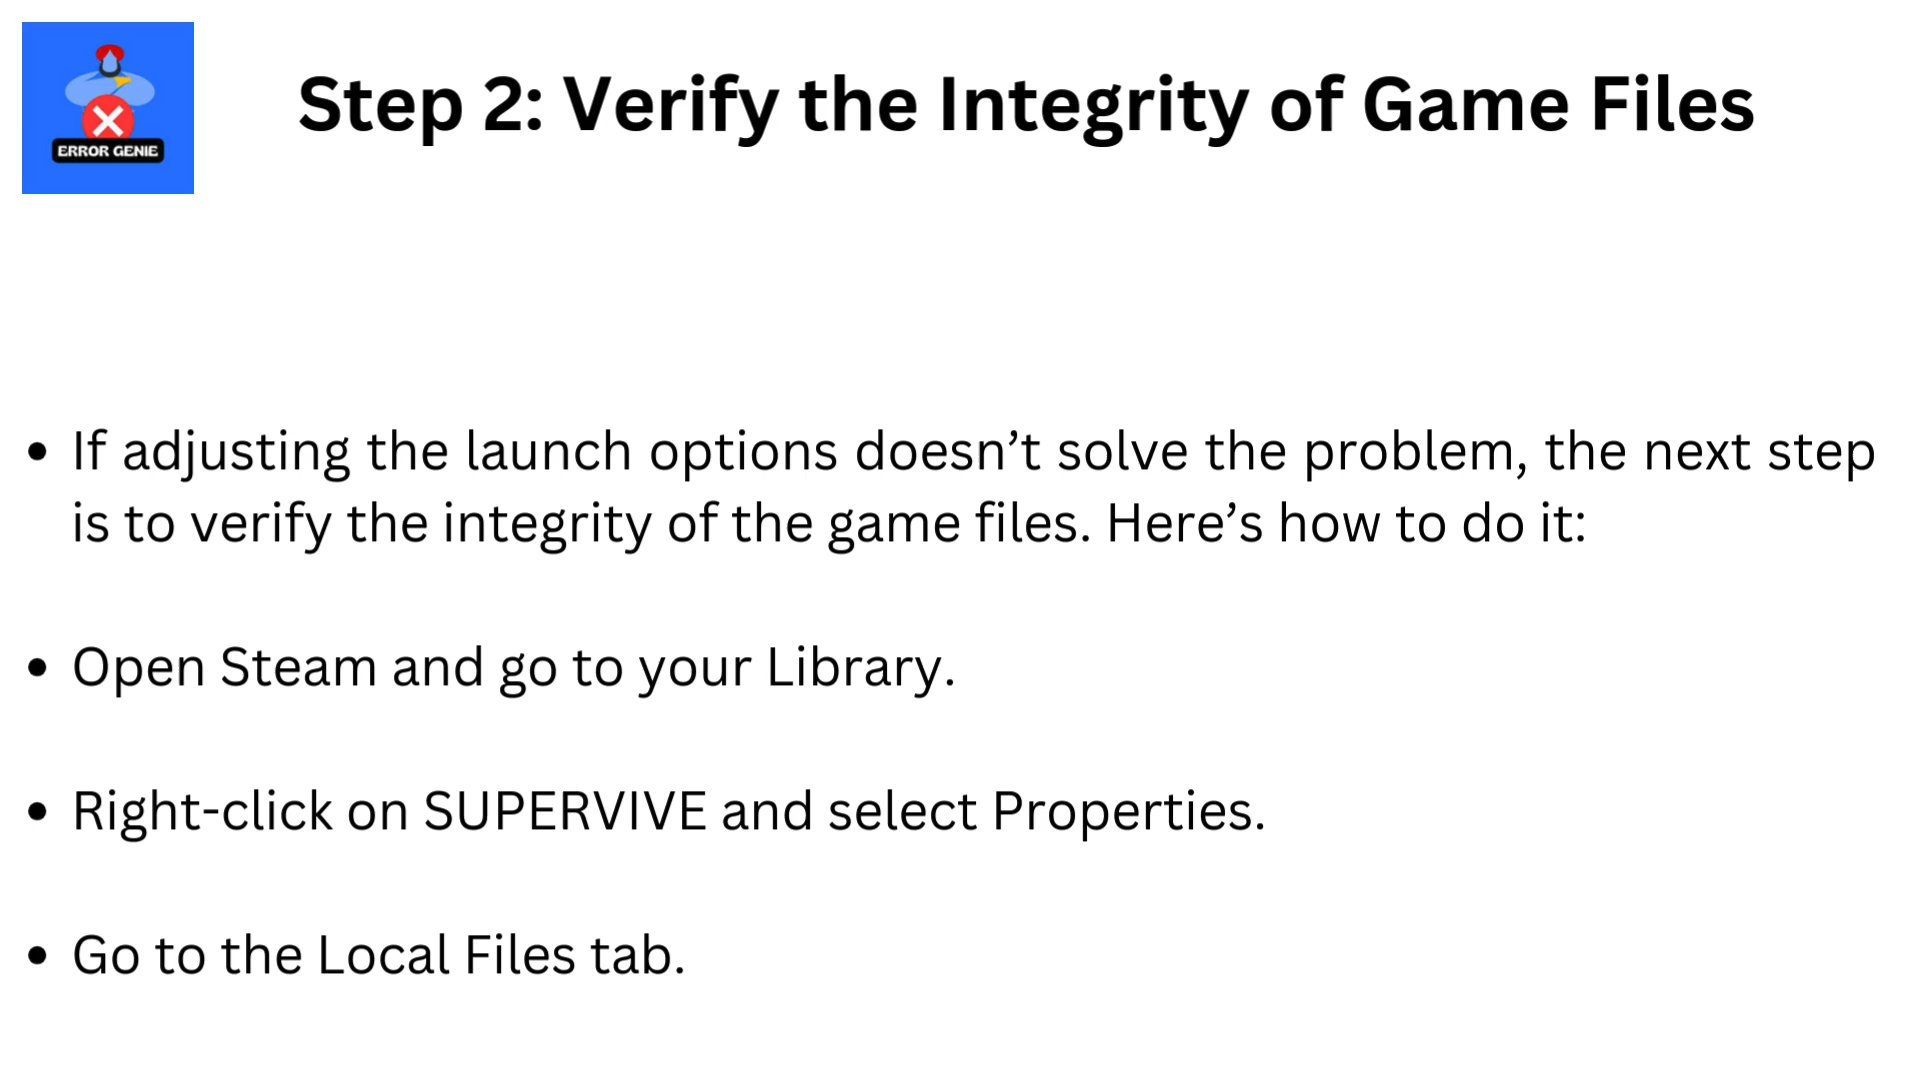 ERROR GENIE
Step 2: Verify the Integrity of Game Files
• If adjusting the launch options doesn’t solve the problem, the next step
is to verify the integrity of the game files. Here’s how to do it:
• Open Steam and go to your Library.
• Right-click on SUPERVIVE and select Properties.
• Go to the Local Files tab.